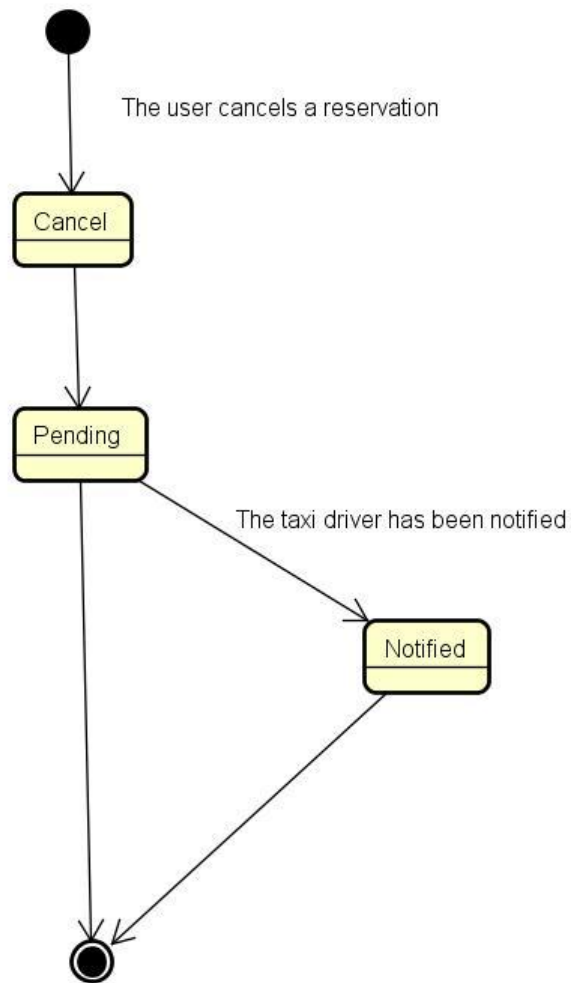 The user cancels a reservation
Cancel
Pending
The taxi driver has been notified
Notified